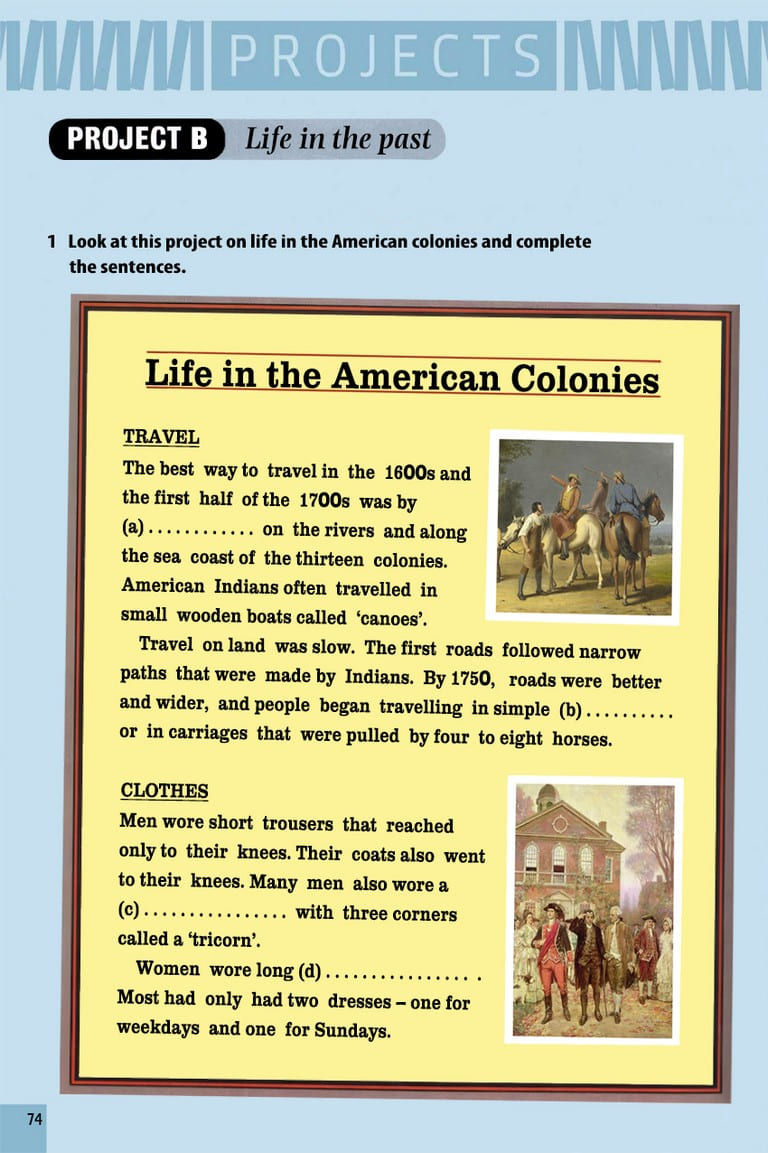 PROJECTS
PROJECT B Life in the past
1 Look at this project on life in the American colonies and complete
the sentences.
Life in the American Colonies
TRAVEL
The best way to travel in the 1600s and
the first half of the 1700s was by
(a) . . . . . . . . . . . . on the rivers and along
the sea coast of the thirteen colonies.
American Indians often travelled in
small wooden boats called ‘canoes’.
Travel on land was slow. The first roads followed narrow
paths that were made by Indians. By 1750, roads were better
and wider, and people began travelling in simple (b) . . . . . . . . . .
or in carriages that were pulled by four to eight horses.
CLOTHES
Men wore short trousers that reached
only to their knees. Their coats also went
to their knees. Many men also wore a
(c) . . . . . . . . . . . . . . . . with three corners
called a ‘tricorn’.
Women wore long (d) . . . . . . . . . . . . . . . . . .
Most had only had two dresses – one for
weekdays and one for Sundays.
74